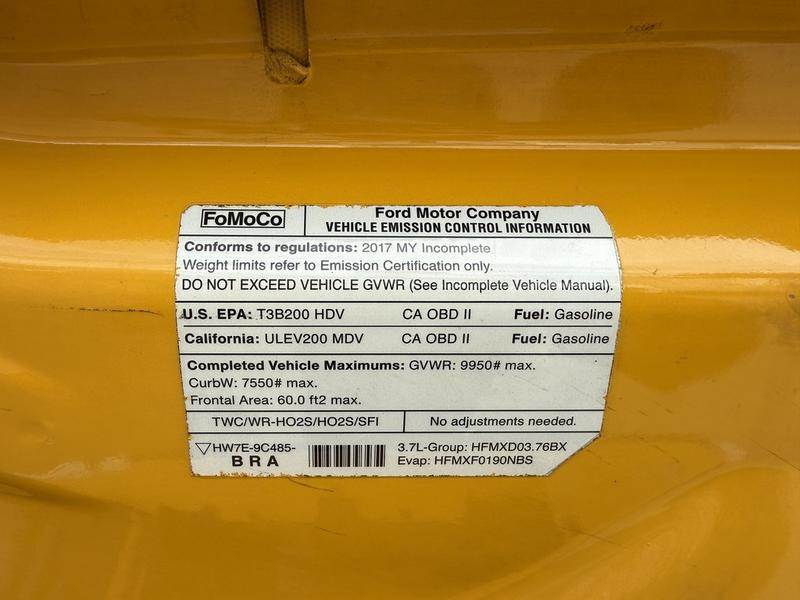 FoMoCo
Ford Motor Company
VEHICLE EMISSION CONTROL INFORMATION
Conforms to regulations: 2017 MY Incomplete
Weight limits refer to Emission Certification only.
DO NOT EXCEED VEHICLE GVWR (See Incomplete Vehicle Manual).
U.S. EPA: T3B200 HDV CA OBD II Fuel: Gasoline
California: ULEV200 MDV CA OBD II Fuel: Gasoline
Completed Vehicle Maximums: GVWR: 9950# max.
CurbW: 7550# max.
Frontal Area: 60.0 ft2 max.
TWC/WR-HO2S/HO2S/SFI No adjustments needed.
HW7E-9C485-
BRA
3.7L-Group: HFMXD03.76BX
Evap: HFMXF0190NBS